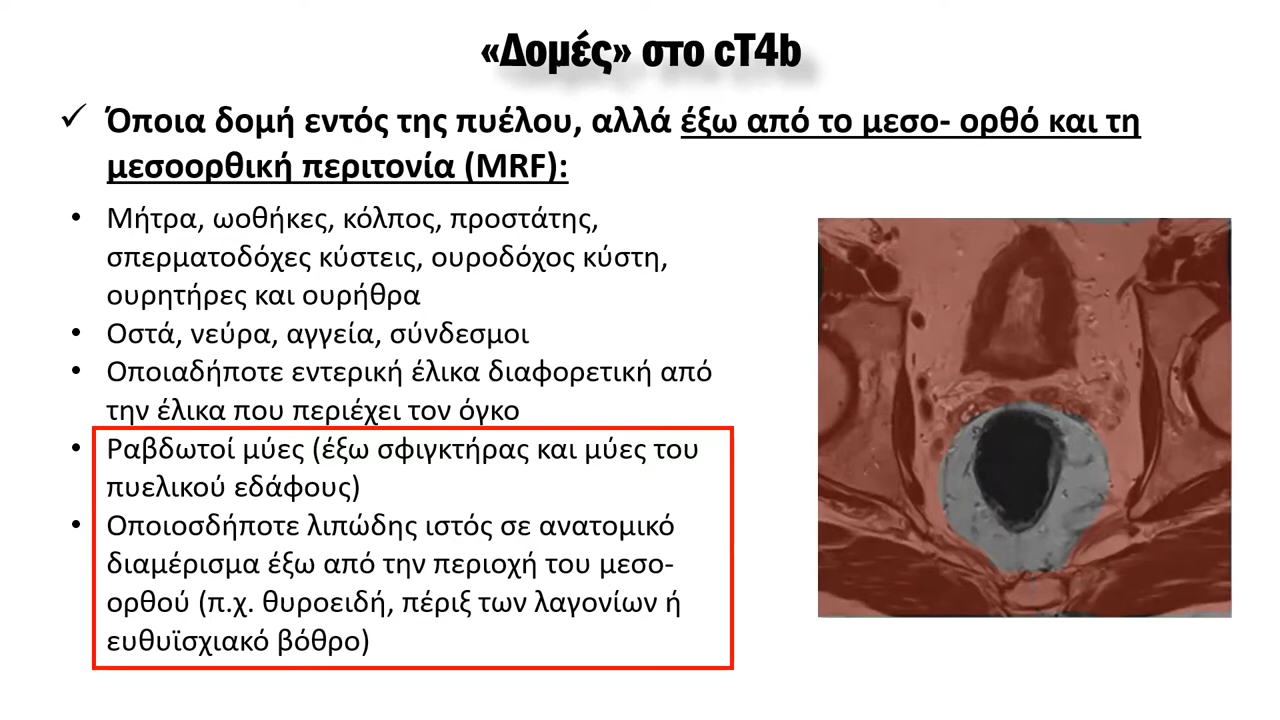 «Δομές» στο cT4b
✓ Όποια δομή εντός της πυέλου, αλλά έξω από το μεσο- ορθό και τη
μεσοορθική περιτονία (MRF):
• Μήτρα, ωοθήκες, κόλπος, προστάτης,
σπερματοδόχες κύστεις, ουροδόχος κύστη,
ουρητήρες και ουρήθρα
• Οστά, νεύρα, αγγεία, σύνδεσμοι
• Οποιαδήποτε εντερική έλικα διαφορετική από
την έλικα που περιέχει τον όγκο
• Ραβδωτοί μύες (έξω σφιγκτήρας και μύες του
πυελικού εδάφους)
• Οποιοσδήποτε λιπώδης ιστός σε ανατομικό
διαμέρισμα έξω από την περιοχή του μεσο-
ορθού (π.χ. θυροειδή, πέριξ των λαγονίων ή
ευθυϊσχιακό βόθρο)